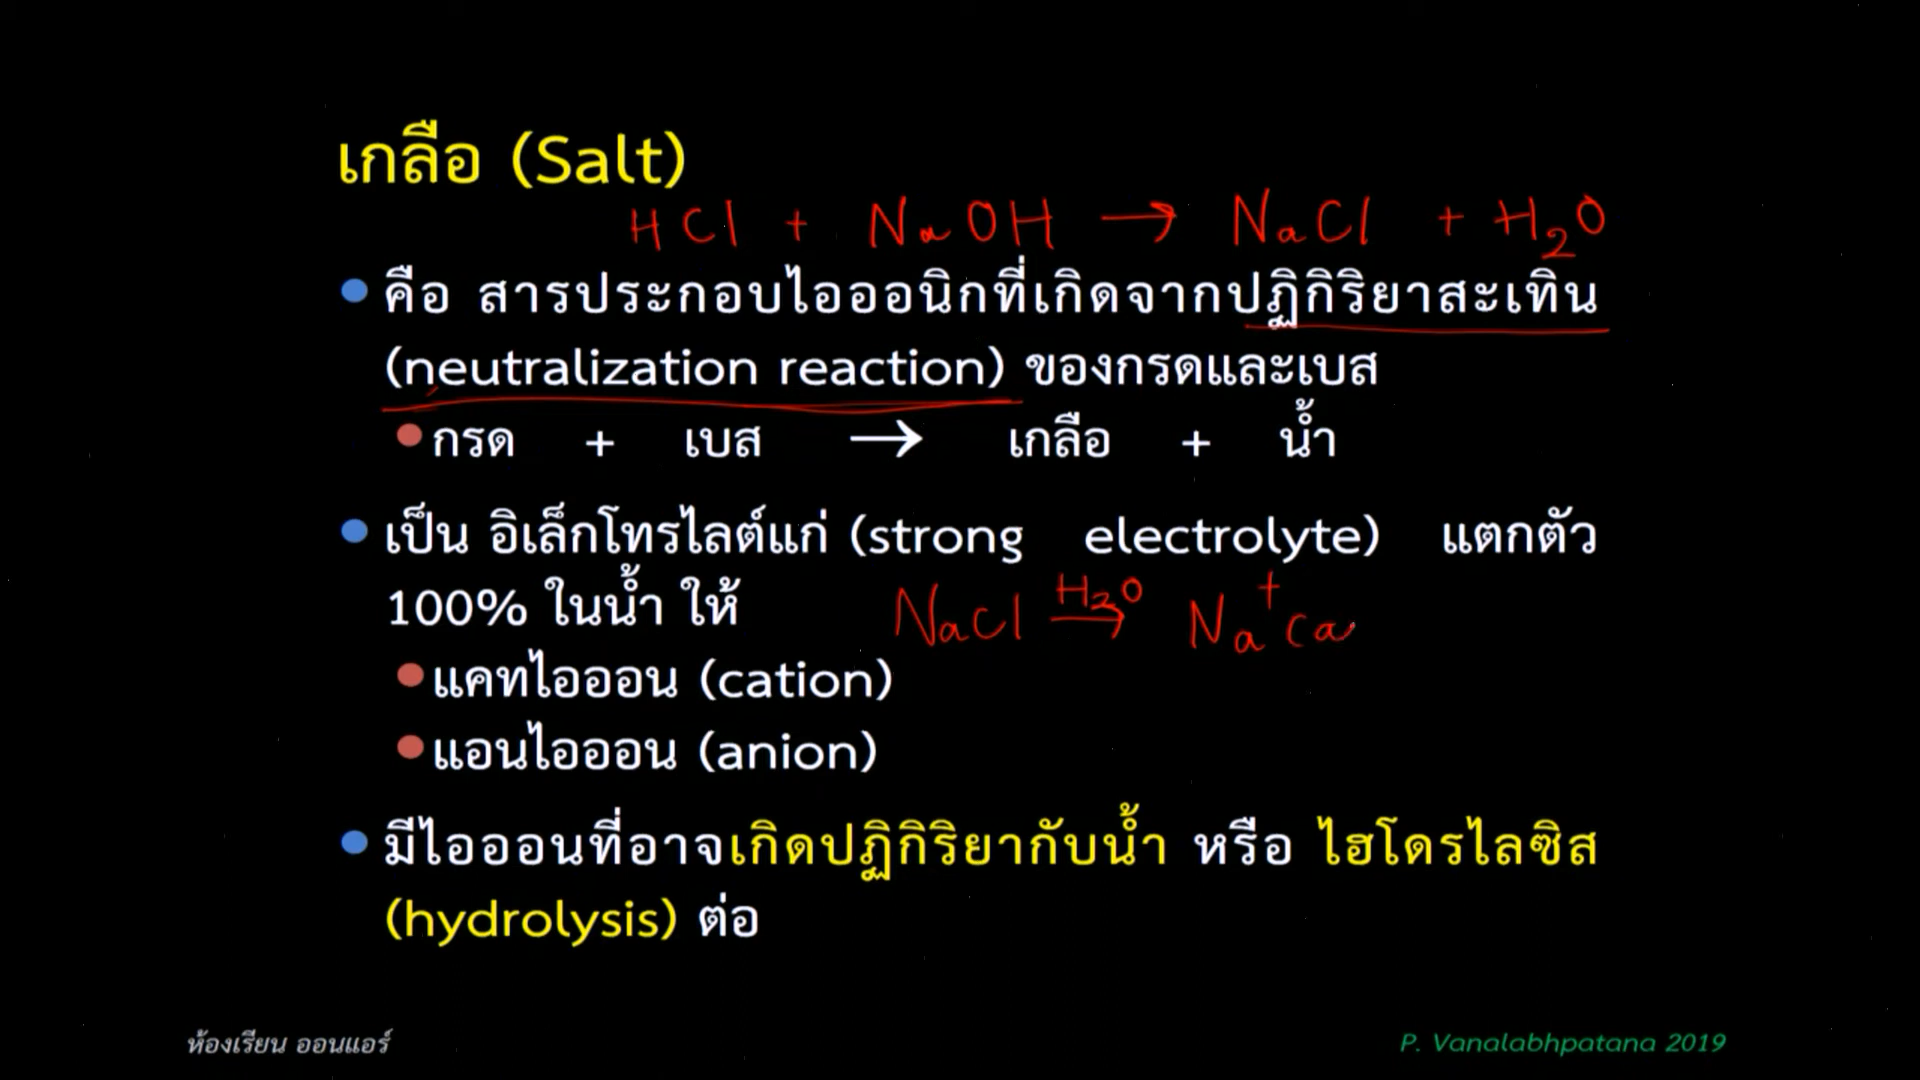 เกลือ (Salt)
HCl + NaOH → NaCl + H₂O
คือ สารประกอบไอออนิกที่เกิดจากปฏิกิริยาสะเทิน
(neutralization reaction) ของกรดและเบส
กรด + เบส → เกลือ + น้ำ
เป็น อิเล็กโทรไลต์แก่ (strong electrolyte) แตกตัว
100% ในน้ำ ให้
NaCl H₂O → Na⁺ ca
แคทไอออน (cation)
แอนไอออน (anion)
มีไอออนที่อาจเกิดปฏิกิริยากับน้ำ หรือ ไฮโดรไลซิส
(hydrolysis) ต่อ
ห้องเรียน ออนแอร์
P. Vanalabhpatana 2019